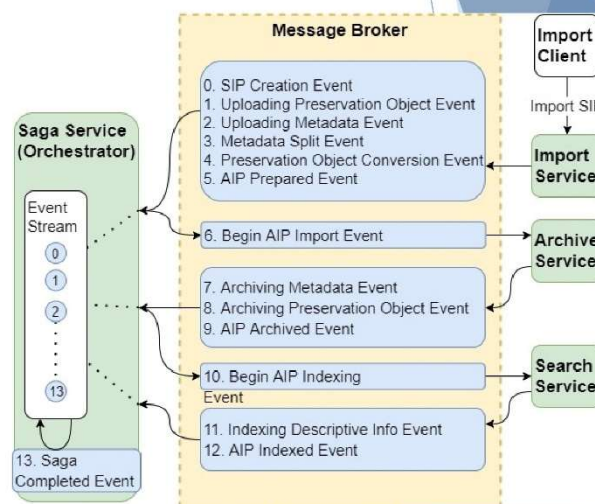 Message Broker
Import
Client
Import SI
Import
Service
0. SIP Creation Event
1. Uploading Preservation Object Event
2. Uploading Metadata Event
3. Metadata Split Event
4. Preservation Object Conversion Event
5. AIP Prepared Event
Saga Service
(Orchestrator)
Event
Stream
0
1
2
13
6. Begin AIP Import Event
Archive
Service
7. Archiving Metadata Event
8. Archiving Preservation Object Event
9. AIP Archived Event
10. Begin AIP Indexing
Event
Search
Service
11. Indexing Descriptive Info Event
12. AIP Indexed Event
13. Saga
Completed Event